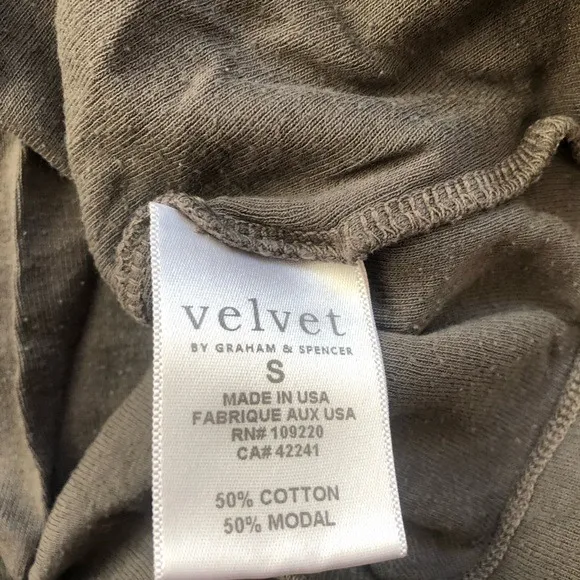 velvet
BY GRAHAM & SPENCER
S
MADE IN USA
FABRIQUE AUX USA
RN# 109220
CA# 42241
50% COTTON
50% MODAL